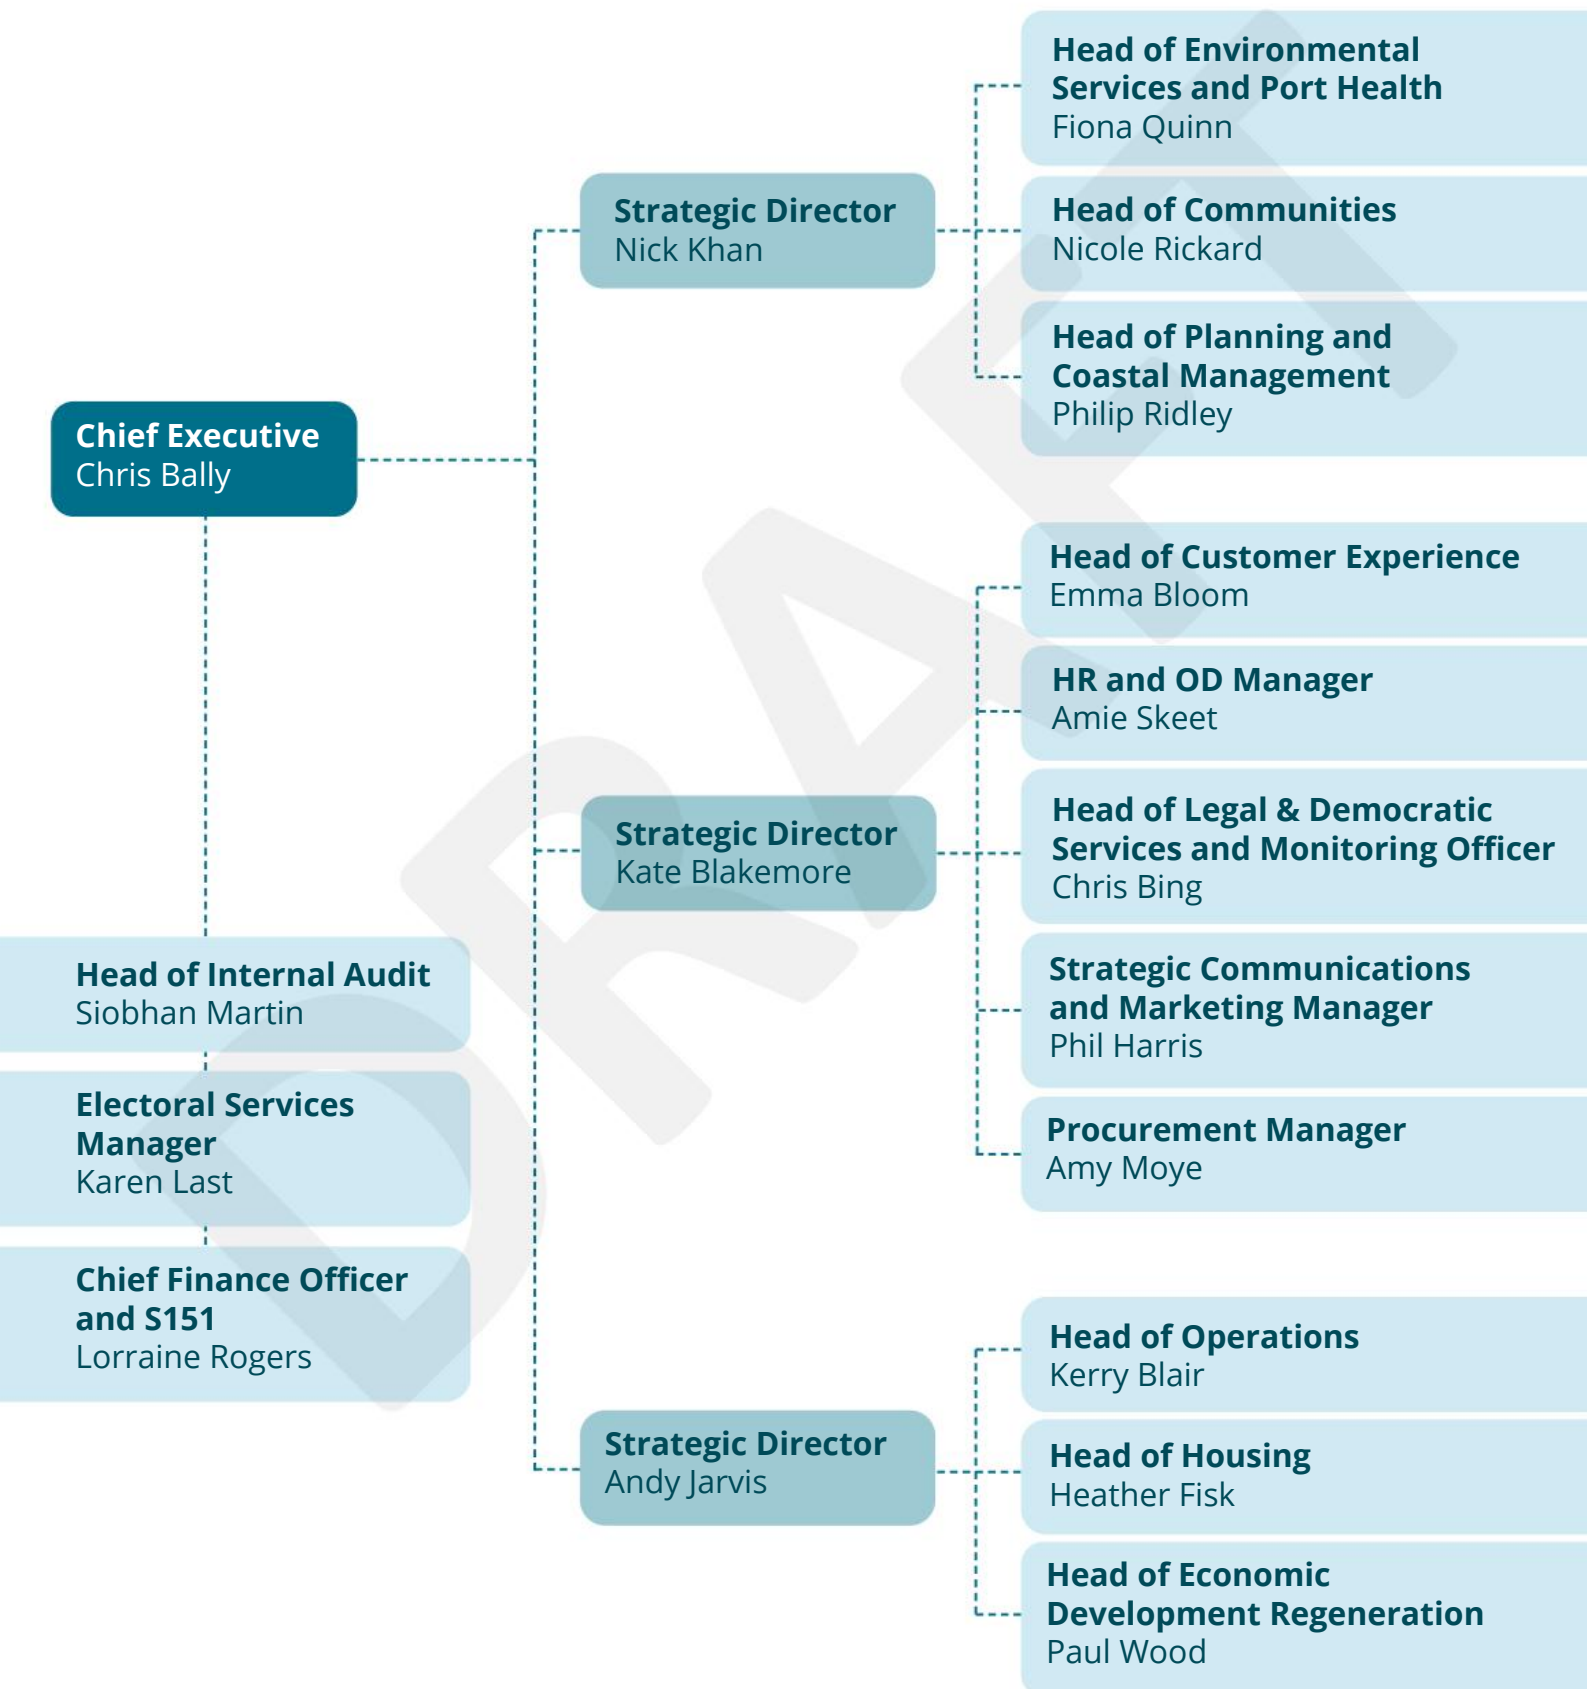 Chief Executive
Chris Bally
Head of Internal Audit
Siobhan Martin
Electoral Services
Manager
Karen Last
Chief Finance Officer
and S151
Lorraine Rogers
Strategic Director
Nick Khan
Head of Environmental
Services and Port Health
Fiona Quinn
Head of Communities
Nicole Rickard
Head of Planning and
Coastal Management
Philip Ridley
Strategic Director
Kate Blakemore
Head of Customer Experience
Emma Bloom
HR and OD Manager
Amie Skeet
Head of Legal & Democratic
Services and Monitoring Officer
Chris Bing
Strategic Communications
and Marketing Manager
Phil Harris
Procurement Manager
Amy Moye
Strategic Director
Andy Jarvis
Head of Operations
Kerry Blair
Head of Housing
Heather Fisk
Head of Economic
Development Regeneration
Paul Wood
DRAFT